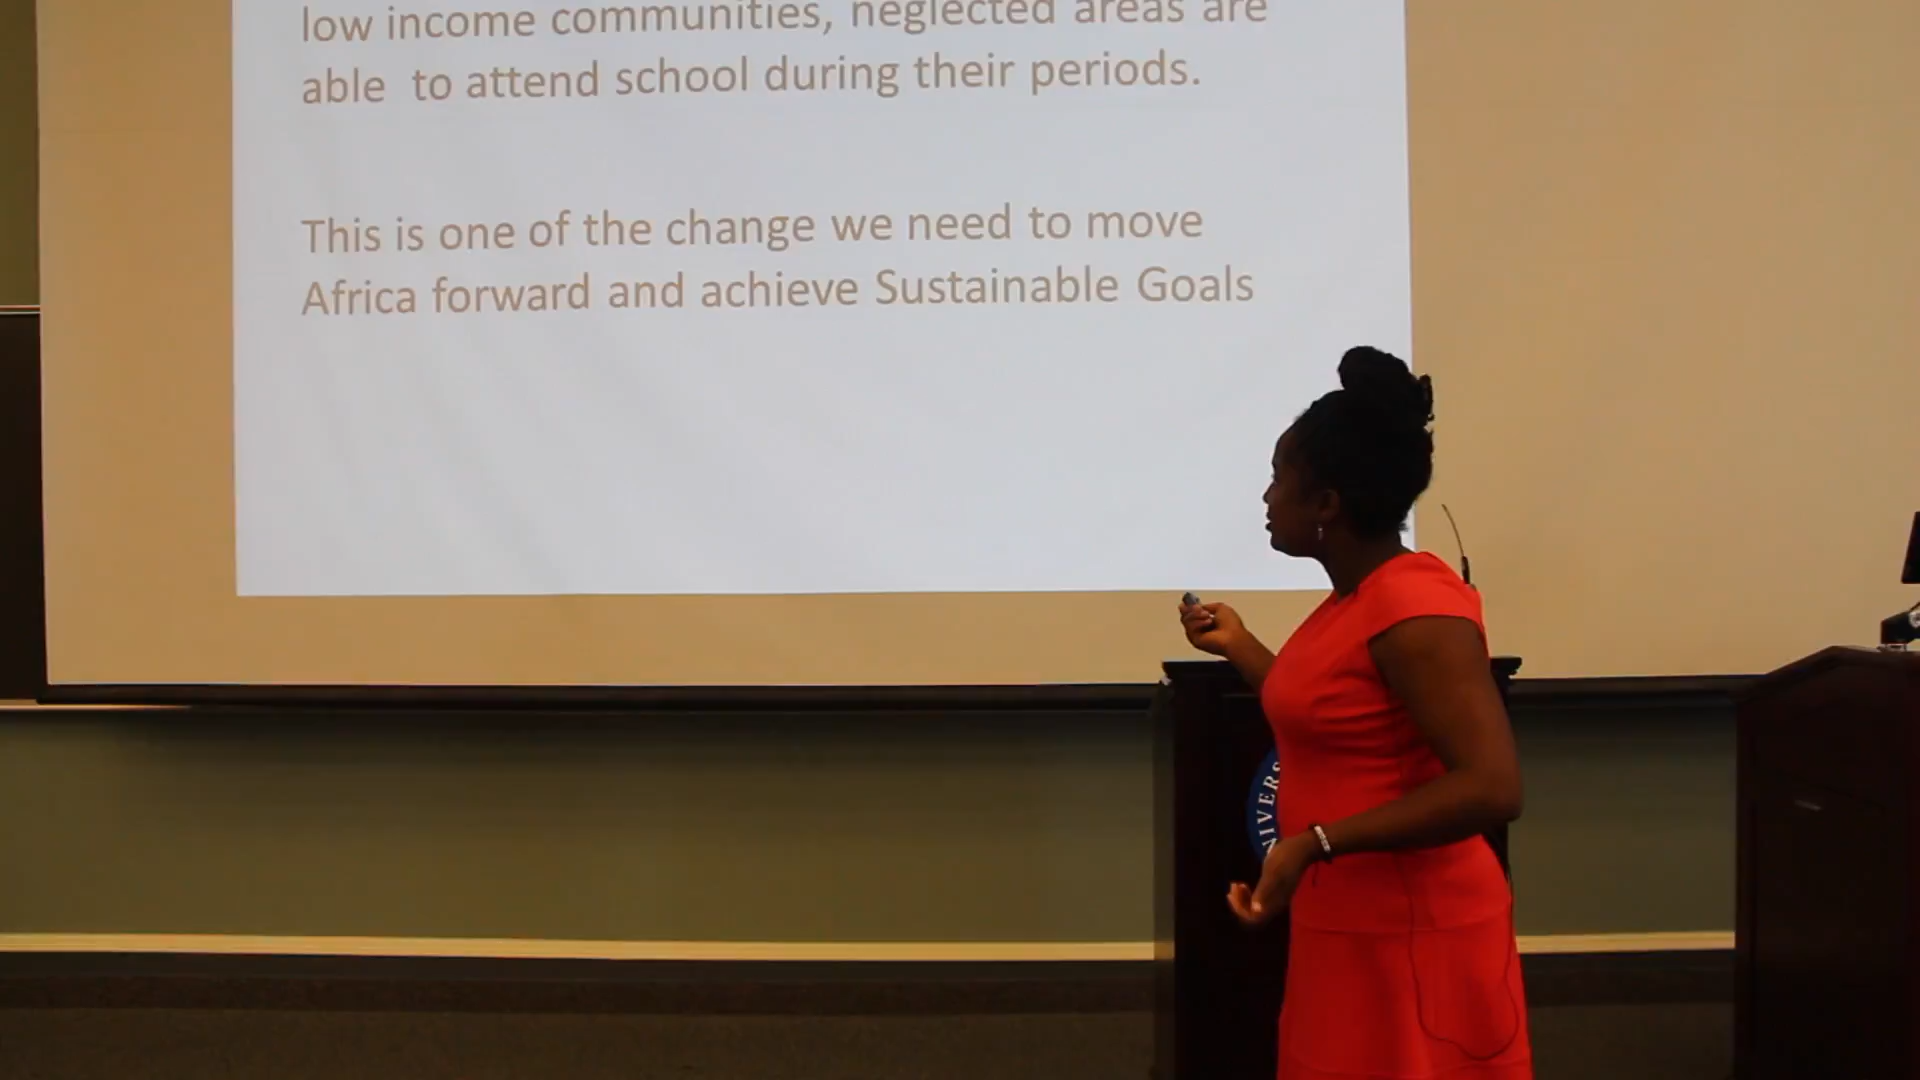 low income communities, neglected areas are
able to attend school during their periods.
This is one of the change we need to move
Africa forward and achieve Sustainable Goals
NIVERS